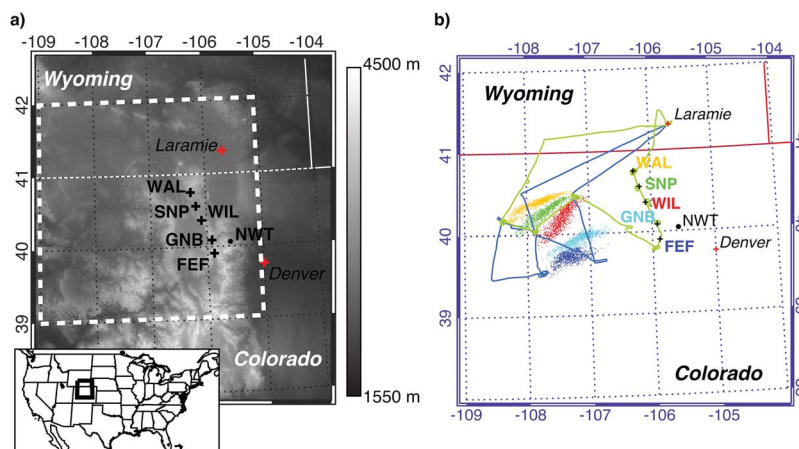 a)
-109 -108 -107 -106 -105 -104
Wyoming
42
Laramie
41
WAL
SNP WIL
GNB NWT
40
FEF
Denver
39
Colorado
4500 m
1550 m
b)
-108 -107 -106 -105 -104
42
Wyoming
Laramie
41
WAL
SNP
WIL
GNB NWT
40
FEF
Denver
39
Colorado
-109 -108 -107 -106 -105